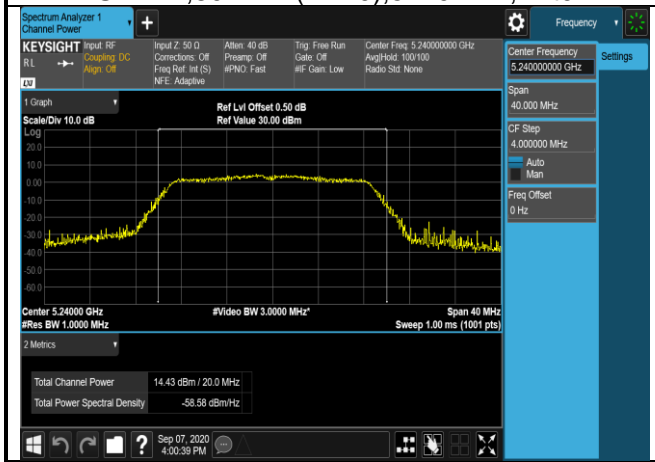 Spectrum Analyzer 1
Channel Power
Frequency
KEYSIGHT
Input: RF
Coupling: DC
Align: Off
Input Z: 50 Ω
Corrections: Off
Freq Ref: Int (S)
NFE: Adaptive
Atten: 40 dB
Preamp: Off
#PNO: Fast
Trig: Free Run
Gate: Off
#IF Gain: Low
Center Freq: 5.240000000 GHz
Avg|Hold: 100/100
Radio Std: None
RL
LXI
Center Frequency
5.240000000 GHz
Settings
Span
40.000 MHz
CF Step
4.000000 MHz
Auto
Man
Freq Offset
0 Hz
1 Graph
Scale/Div 10.0 dB
Ref Lvl Offset 0.50 dB
Ref Value 30.00 dBm
Log
20.0
10.0
0.00
-10.0
-20.0
-30.0
-40.0
-50.0
-60.0
Center 5.24000 GHz
#Video BW 3.0000 MHz*
Span 40 MHz
#Res BW 1.0000 MHz
Sweep 1.00 ms (1001 pts)
2 Metrics
Total Channel Power 14.43 dBm / 20.0 MHz
Total Power Spectral Density -58.58 dBm/Hz
?
Sep 07, 2020
4:00:39 PM